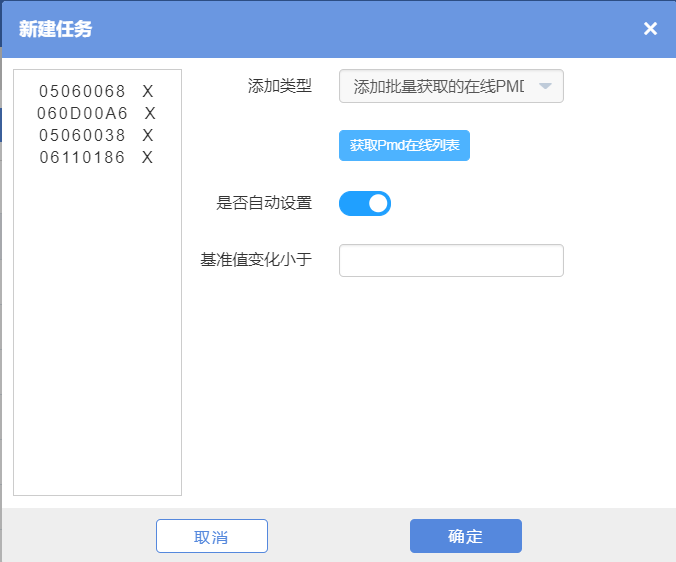 新建任务
×
05060068 X
060D00A6 X
05060038 X
06110186 X
添加类型
添加批量获取的在线PMD
获取Pmd在线列表
是否自动设置
基准值变化小于
取消
确定